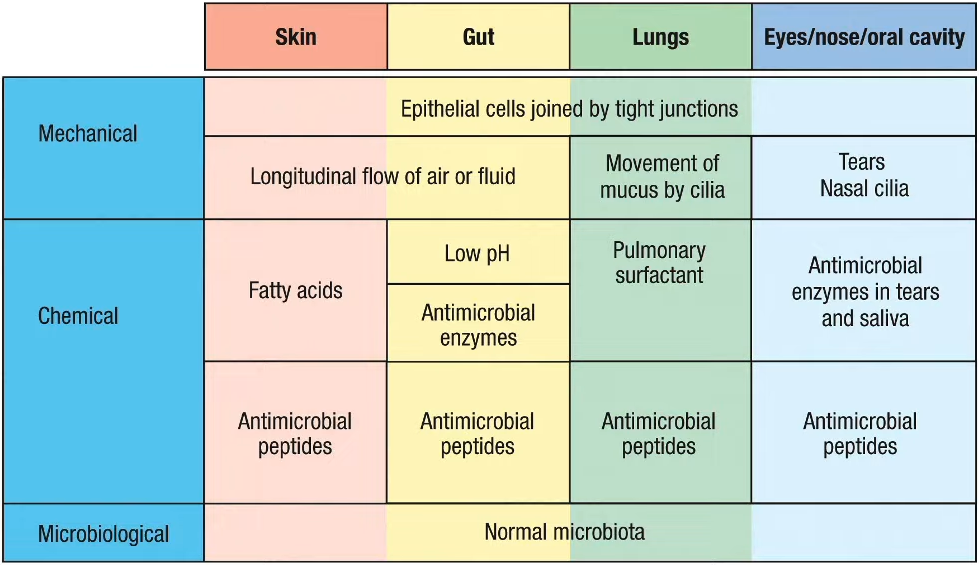 Skin
Gut
Lungs
Eyes/nose/oral cavity
Mechanical
Epithelial cells joined by tight junctions
Longitudinal flow of air or fluid
Movement of
mucus by cilia
Tears
Nasal cilia
Chemical
Fatty acids
Low pH
Antimicrobial
enzymes
Pulmonary
surfactant
Antimicrobial
enzymes in tears
and saliva
Antimicrobial
peptides
Antimicrobial
peptides
Antimicrobial
peptides
Antimicrobial
peptides
Microbiological
Normal microbiota